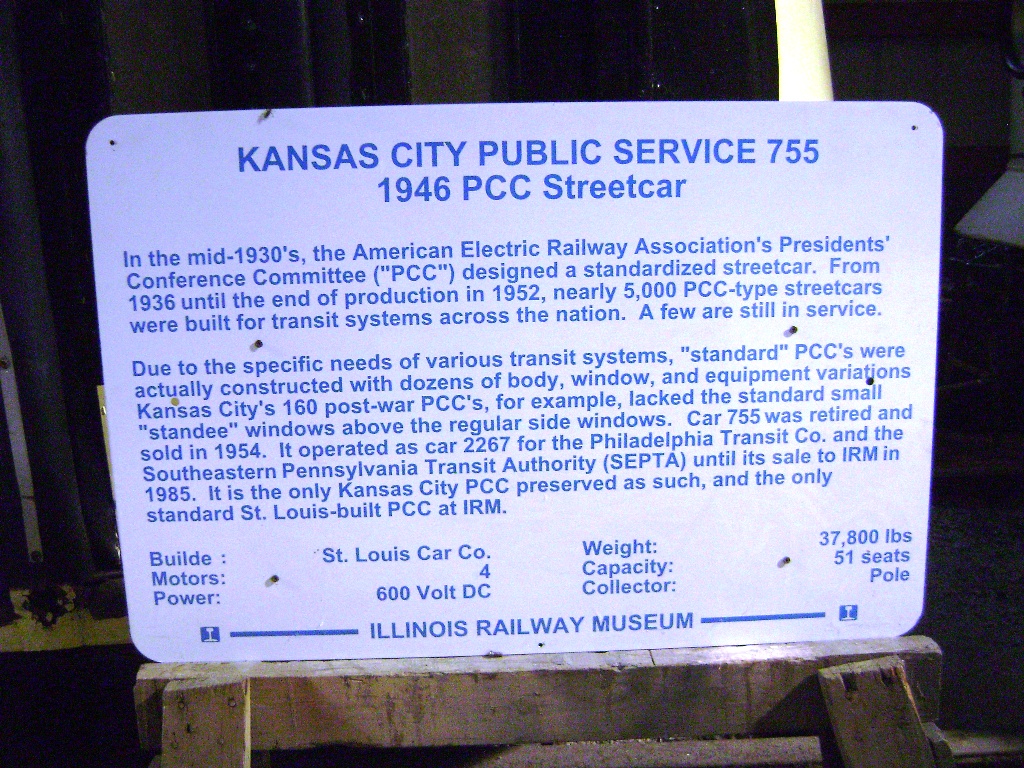 KANSAS CITY PUBLIC SERVICE 755
1946 PCC Streetcar
In the mid-1930's, the American Electric Railway Association's Presidents'
Conference Committee ("PCC") designed a standardized streetcar. From
1936 until the end of production in 1952, nearly 5,000 PCC-type streetcars
were built for transit systems across the nation. A few are still in service.
Due to the specific needs of various transit systems, "standard" PCC's were
actually constructed with dozens of body, window, and equipment variations
Kansas City's 160 post-war PCC's, for example, lacked the standard small
"standee" windows above the regular side windows. Car 755 was retired and
sold in 1954. It operated as car 2267 for the Philadelphia Transit Co. and the
Southeastern Pennsylvania Transit Authority (SEPTA) until its sale to IRM in
1985. It is the only Kansas City PCC preserved as such, and the only
standard St. Louis-built PCC at IRM.
Builde : St. Louis Car Co. Weight: 37,800 lbs
Motors: 4 Capacity: 51 seats
Power: 600 Volt DC Collector: Pole
I ILLINOIS RAILWAY MUSEUM I